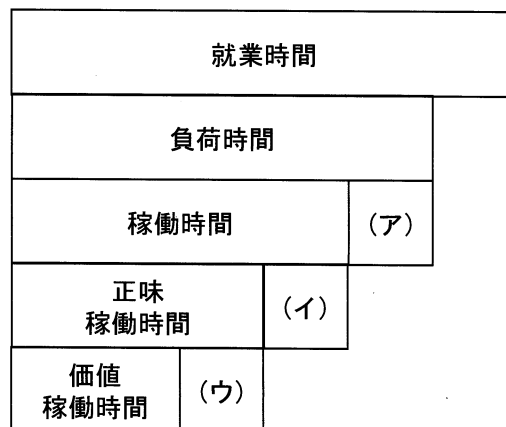 就業時間
負荷時間
稼働時間
(ア)
正味
稼働時間
(イ)
価値
稼働時間
(ウ)